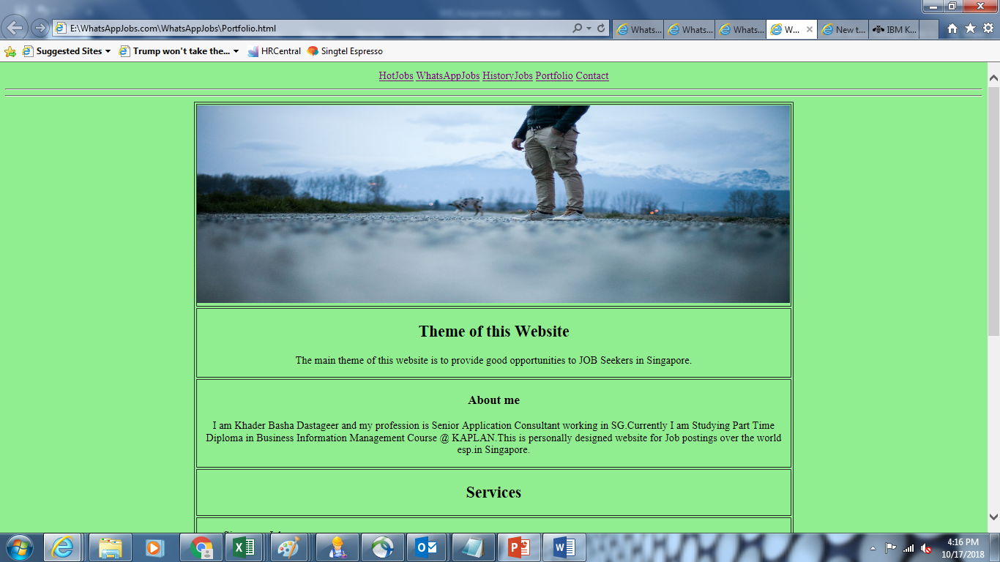 E:\WhatsAppJobs.com\WhatsAppJobs\Portfolio.html
Whats...
Whats...
Whats...
W...
New t...
IBM K...
Suggested Sites
Trump won't take the...
HRCentral
Singtel Espresso
HotJobs WhatsAppJobs HistoryJobs Portfolio Contact
Theme of this Website
The main theme of this website is to provide good opportunities to JOB Seekers in Singapore.
About me
I am Khader Basha Dastageer and my profession is Senior Application Consultant working in SG.Currently I am Studying Part Time
Diploma in Business Information Management Course @ KAPLAN.This is personally designed website for Job postings over the world
esp.in Singapore.
Services
4:16 PM
10/17/2018